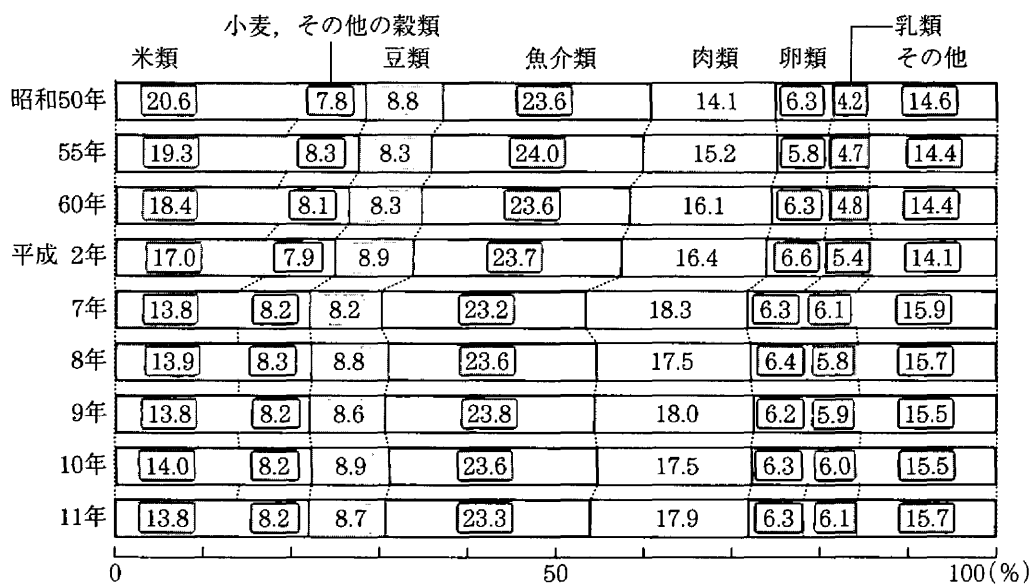 小麦，その他の穀類 乳類
米類 豆類 魚介類 肉類 卵類 その他
昭和50年 20.6 7.8 8.8 23.6 14.1 6.3 4.2 14.6
55年 19.3 8.3 8.3 24.0 15.2 5.8 4.7 14.4
60年 18.4 8.1 8.3 23.6 16.1 6.3 4.8 14.4
平成 2年 17.0 7.9 8.9 23.7 16.4 6.6 5.4 14.1
7年 13.8 8.2 8.2 23.2 18.3 6.3 6.1 15.9
8年 13.9 8.3 8.8 23.6 17.5 6.4 5.8 15.7
9年 13.8 8.2 8.6 23.8 18.0 6.2 5.9 15.5
10年 14.0 8.2 8.9 23.6 17.5 6.3 6.0 15.5
11年 13.8 8.2 8.7 23.3 17.9 6.3 6.1 15.7
0 50 100(%)